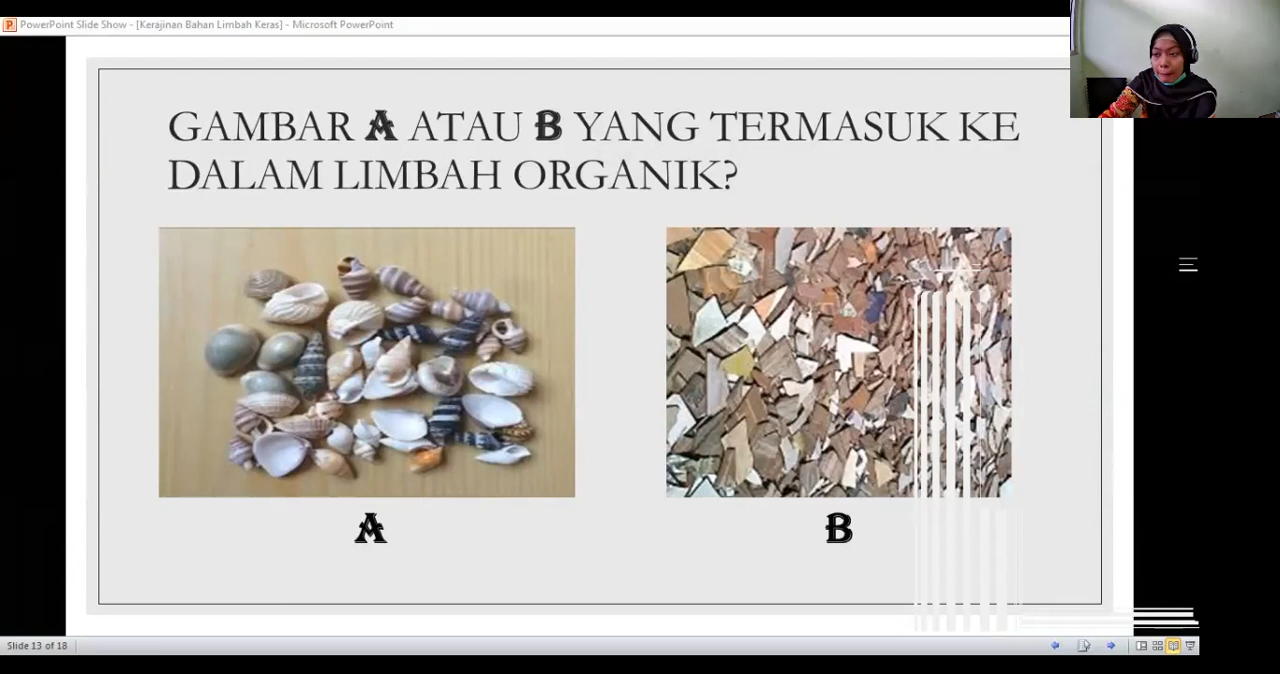 PowerPoint Slide Show - [Kerajinan Bahan Limbah Keras] - Microsoft PowerPoint
GAMBAR A ATAU B YANG TERMASUK KE
DALAM LIMBAH ORGANIK?
A
B
Slide 13 of 18